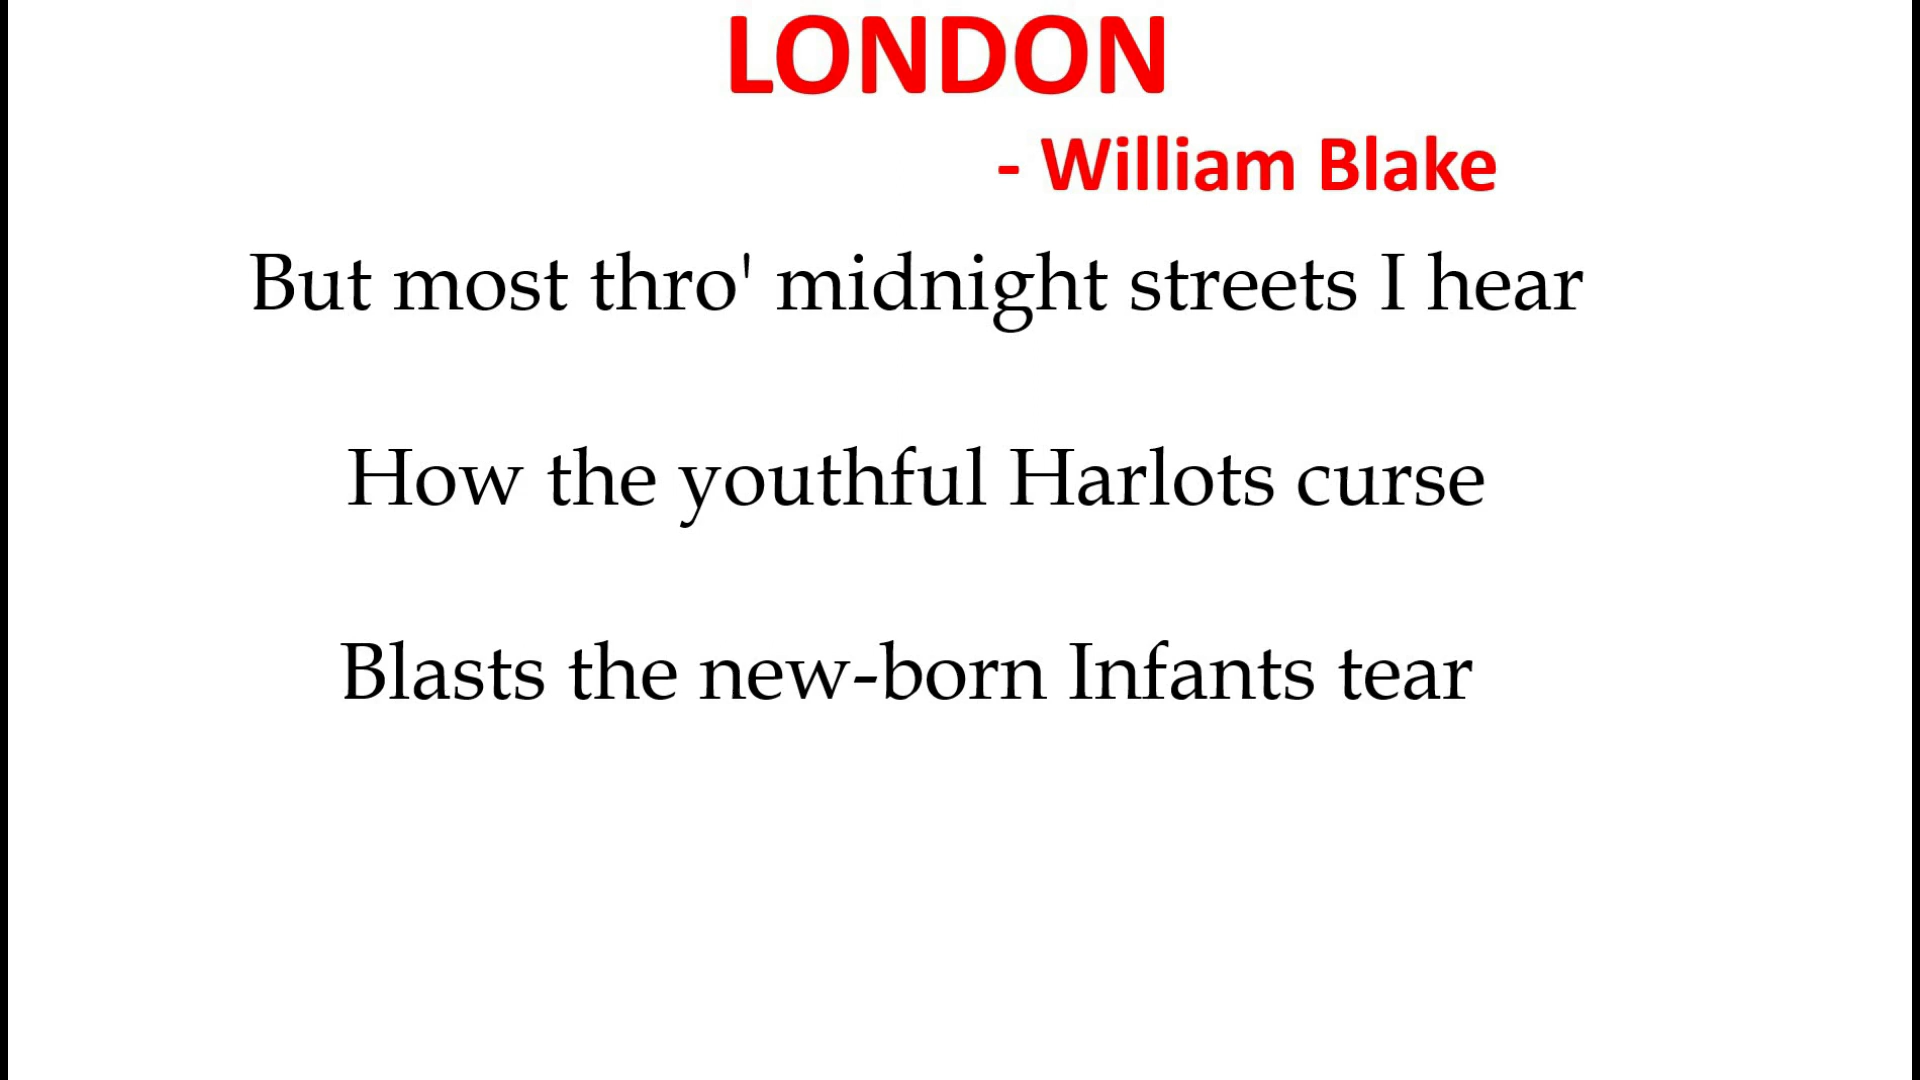 LONDON
- William Blake
But most thro' midnight streets I hear
How the youthful Harlots curse
Blasts the new-born Infants tear